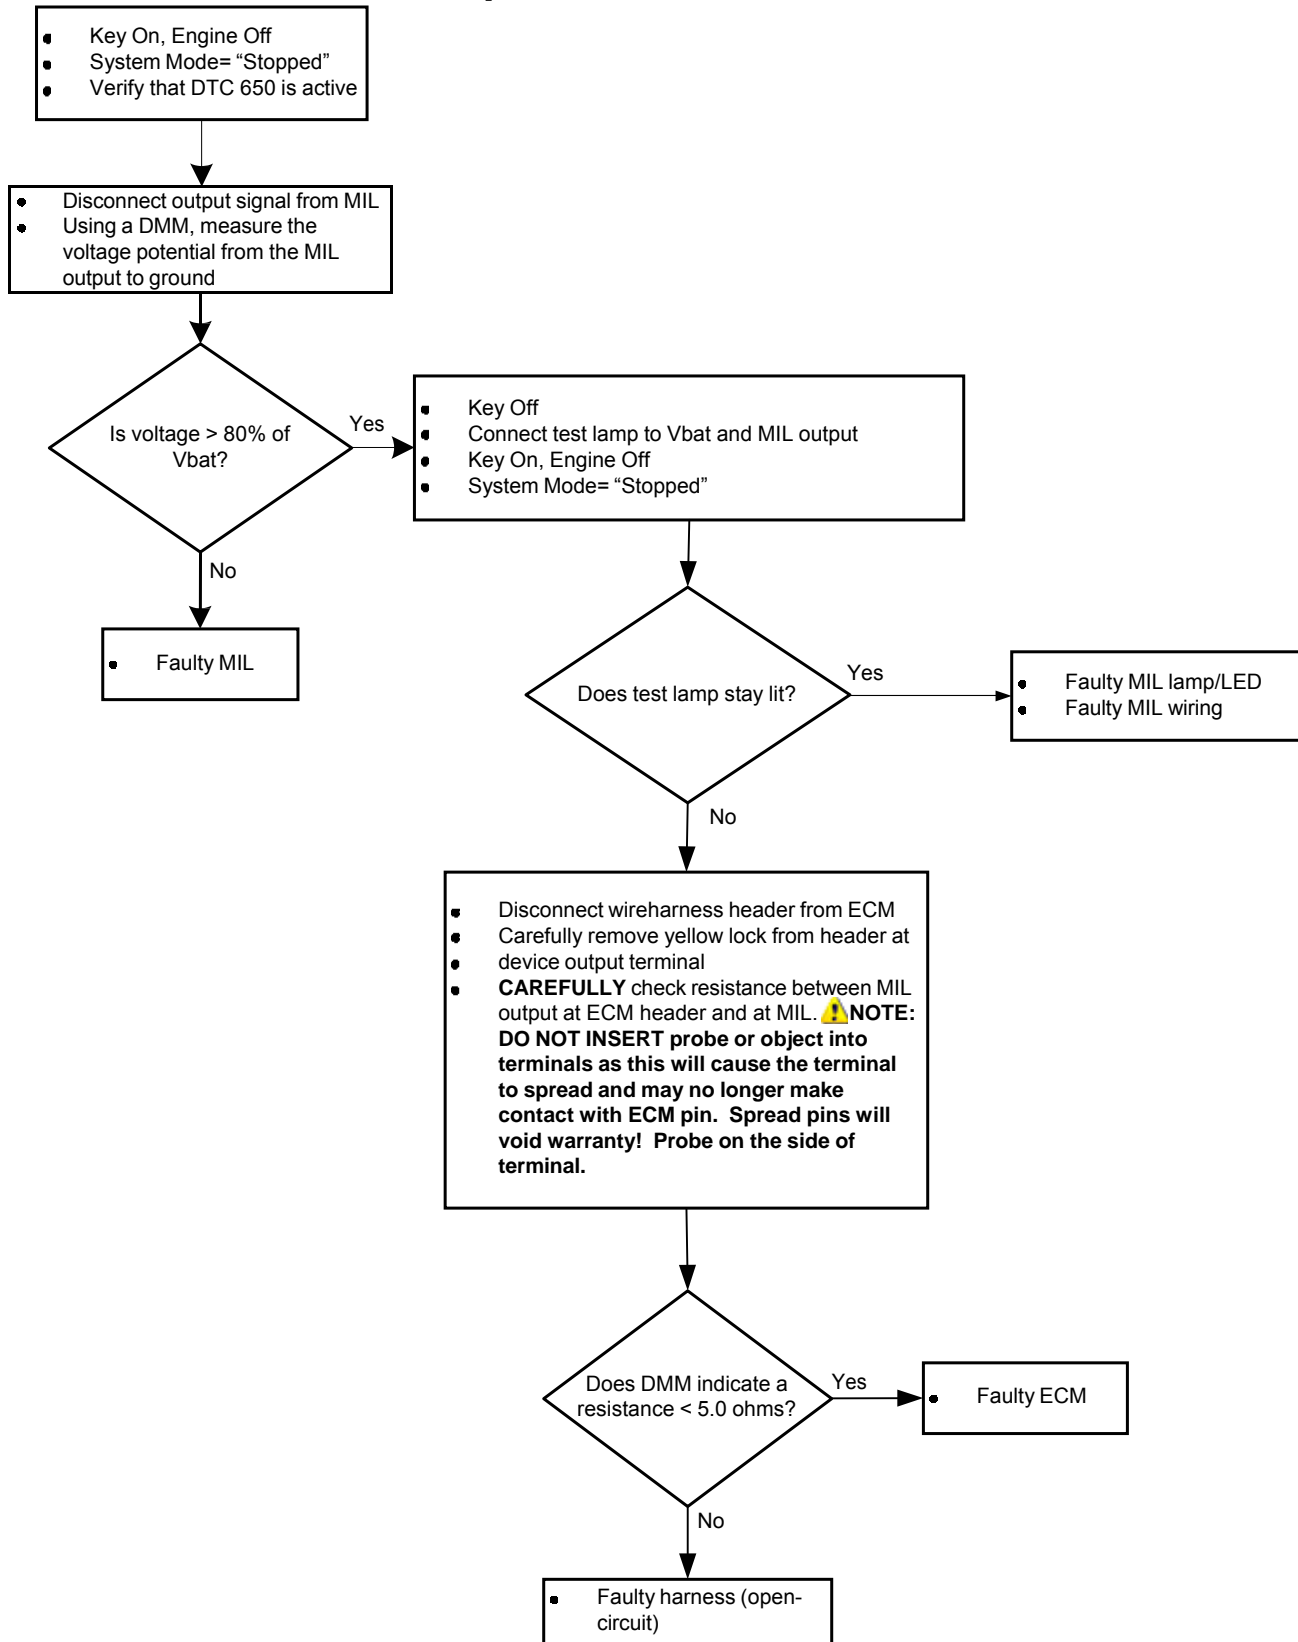 Key On, Engine Off
System Mode= “Stopped”
Verify that DTC 650 is active
Disconnect output signal from MIL
Using a DMM, measure the
voltage potential from the MIL
output to ground
Is voltage > 80% of
Vbat?
Yes
No
Key Off
Connect test lamp to Vbat and MIL output
Key On, Engine Off
System Mode= “Stopped”
Faulty MIL
Does test lamp stay lit?
Yes
No
Faulty MIL lamp/LED
Faulty MIL wiring
Disconnect wireharness header from ECM
Carefully remove yellow lock from header at
device output terminal
CAREFULLY check resistance between MIL
output at ECM header and at MIL. NOTE:
DO NOT INSERT probe or object into
terminals as this will cause the terminal
to spread and may no longer make
contact with ECM pin.  Spread pins will
void warranty!  Probe on the side of
terminal.
Does DMM indicate a
resistance < 5.0 ohms?
Yes
No
Faulty ECM
Faulty harness (open-
circuit)